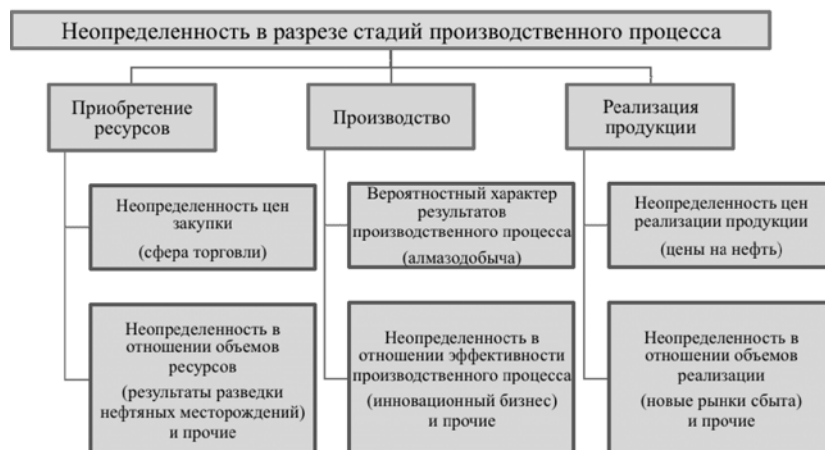 Неопределенность в разрезе стадий производственного процесса
Приобретение
ресурсов
Производство
Реализация
продукции
Неопределенность цен
закупки
(сфера торговли)
Вероятностный характер
результатов
производственного процесса
(алмазодобыча)
Неопределенность цен
реализации продукции
(цены на нефть)
Неопределенность в
отношении объемов
ресурсов
(результаты разведки
нефтяных месторождений)
и прочие
Неопределенность в
отношении эффективности
производственного процесса
(инновационный бизнес)
и прочие
Неопределенность в
отношении объемов
реализации
(новые рынки сбыта) и
прочие